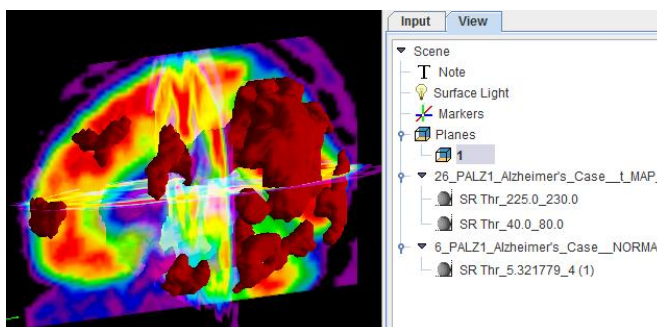 Input View
Scene
Note
Surface Light
Markers
Planes
1
26_PALZ1_Alzheimer's_Case__t_MAP_
SR Thr_225.0_230.0
SR Thr_40.0_80.0
6_PALZ1_Alzheimer's_Case__NORMA
SR Thr_5.321779_4 (1)